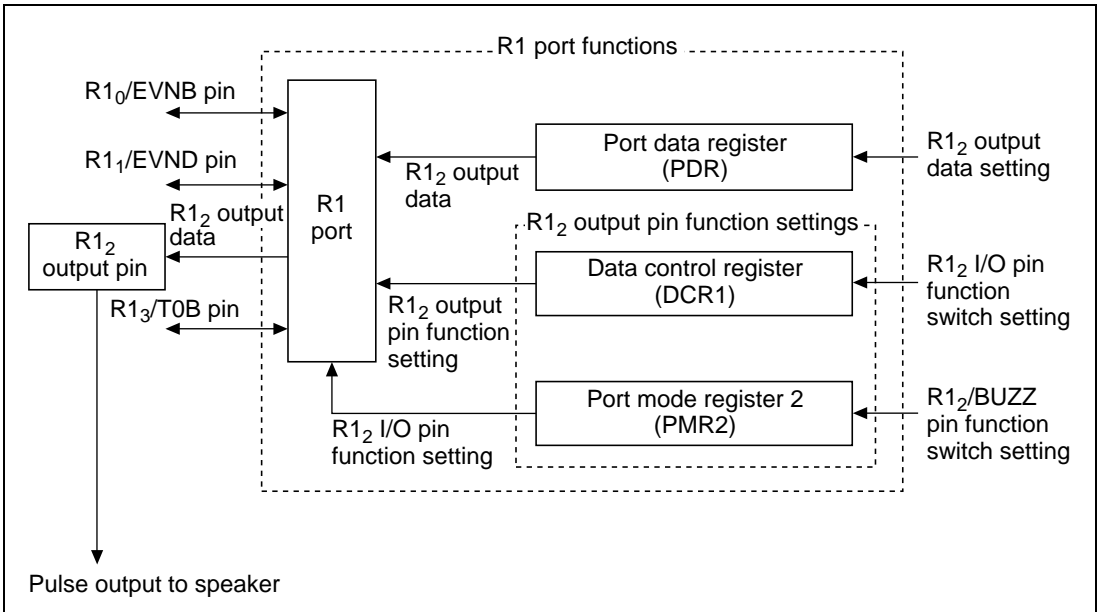 R1 port functions
R1₀/EVNB pin
R1₁/EVND pin
R1₂ output
data
R1₂
output pin
R1₃/T0B pin
R1
port
R1₂ output
data
Port data register
(PDR)
R1₂ output
data setting
R1₂ output pin function settings
Data control register
(DCR1)
R1₂ I/O pin
function
switch setting
R1₂ output
pin function
setting
Port mode register 2
(PMR2)
R1₂/BUZZ
pin function
switch setting
R1₂ I/O pin
function setting
Pulse output to speaker